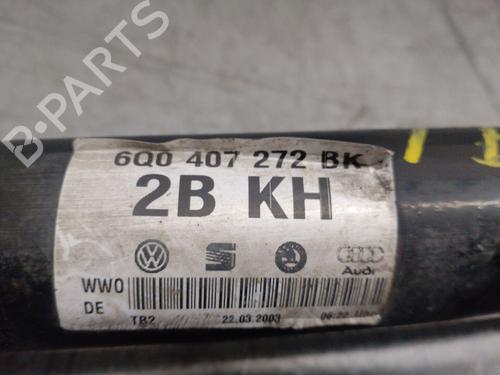 6Q0 407 272 BK
2B KH
Audi
WWO
DE
TB2 22.03.2003
B-PARTS